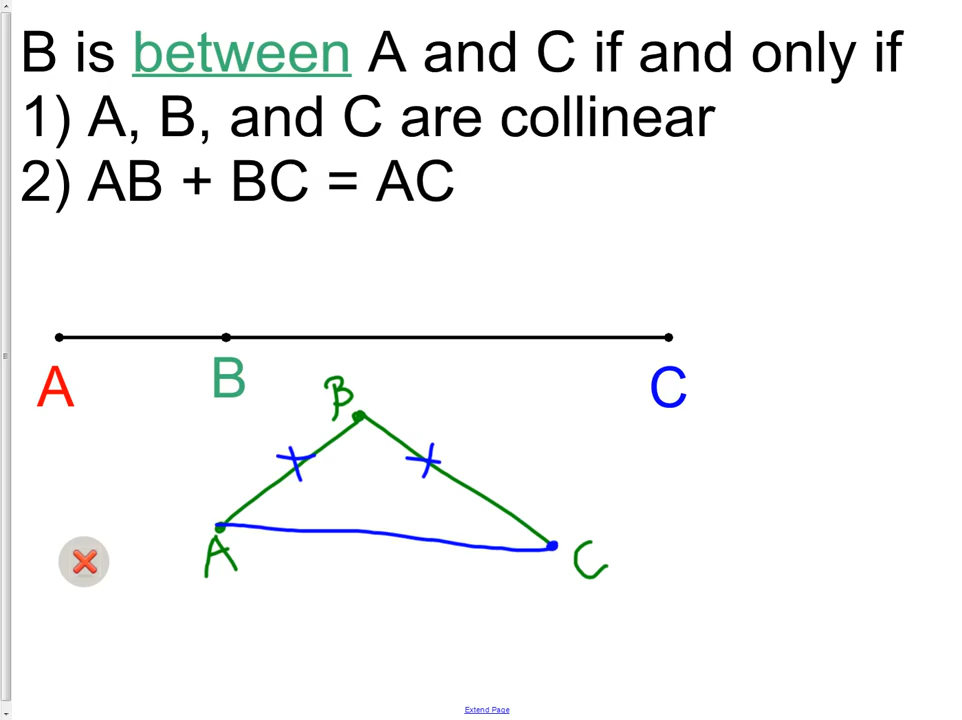 B is between A and C if and only if
1) A, B, and C are collinear
2) AB + BC = AC
A B C
B
A C
Extend Page